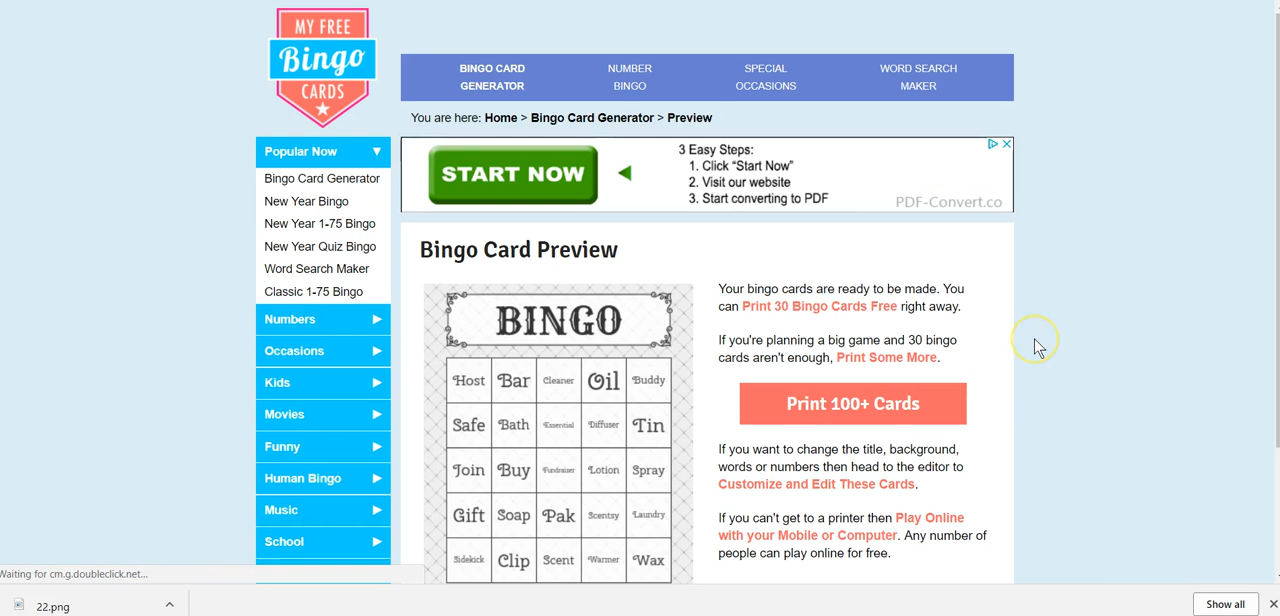 MY FREE
Bingo
CARDS
BINGO CARD
GENERATOR
NUMBER
BINGO
SPECIAL
OCCASIONS
WORD SEARCH
MAKER
You are here: Home > Bingo Card Generator > Preview
Popular Now ▼
Bingo Card Generator
New Year Bingo
New Year 1-75 Bingo
New Year Quiz Bingo
Word Search Maker
Classic 1-75 Bingo
Numbers ▶
Occasions ▶
Kids ▶
Movies ▶
Funny ▶
Human Bingo ▶
Music ▶
School ▶
START NOW
3 Easy Steps:
1. Click “Start Now”
2. Visit our website
3. Start converting to PDF
PDF-Convert.co
Bingo Card Preview
BINGO
Host Bar Cleaner Oil Buddy
Safe Bath Essential Diffuser Tin
Join Buy Fundraiser Lotion Spray
Gift Soap Pak Scentsy Laundry
Sidekick Clip Scent Warmer Wax
Your bingo cards are ready to be made. You
can Print 30 Bingo Cards Free right away.
If you're planning a big game and 30 bingo
cards aren't enough, Print Some More.
Print 100+ Cards
If you want to change the title, background,
words or numbers then head to the editor to
Customize and Edit These Cards.
If you can't get to a printer then Play Online
with your Mobile or Computer. Any number of
people can play online for free.
Waiting for cm.g.doubleclick.net...
22.png
Show all